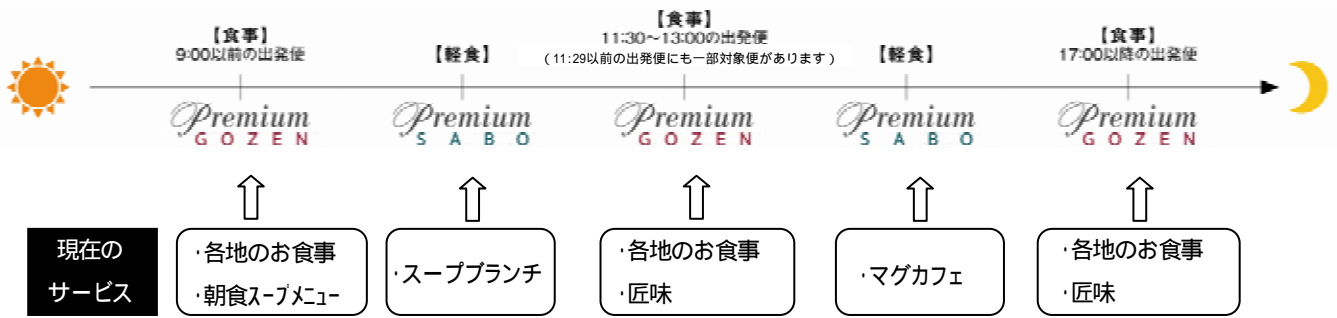 【食事】
9:00以前の出発便
【軽食】
【食事】
11:30～13:00の出発便
(11:29以前の出発便にも一部対象便があります)
【軽食】
【食事】
17:00以降の出発便
Premium
GOZEN
Premium
SABO
Premium
GOZEN
Premium
SABO
Premium
GOZEN
現在の
サービス
・各地のお食事
・朝食スープメニュー
・スープブランチ
・各地のお食事
・匠味
・マグカフェ
・各地のお食事
・匠味